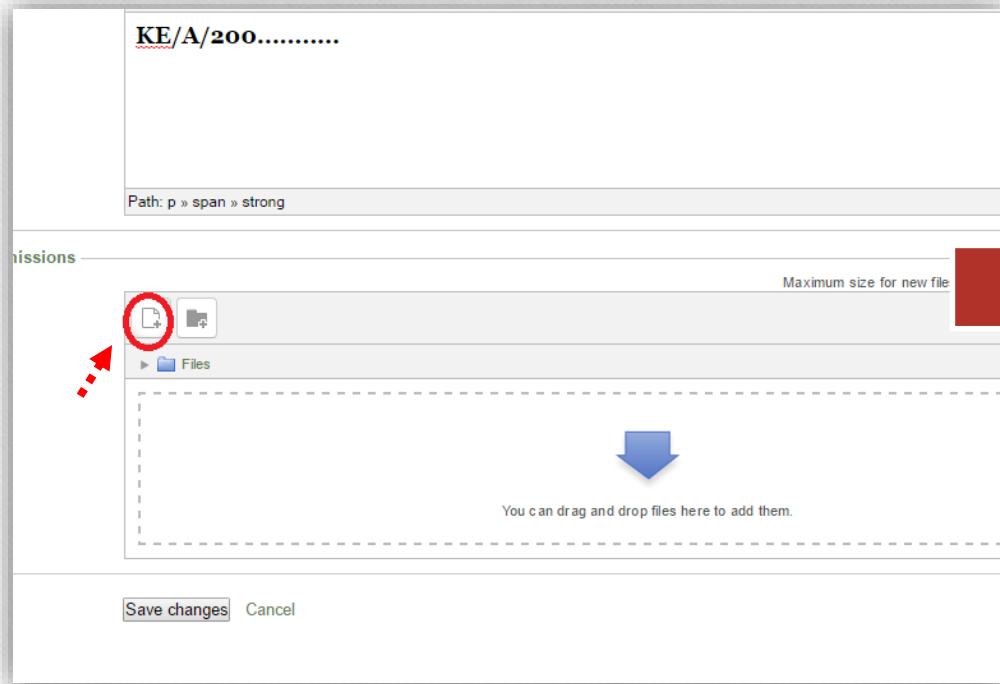 KE/A/200...........
Path: p » span » strong
nissions
Maximum size for new file
Files
You can drag and drop files here to add them.
Save changes Cancel